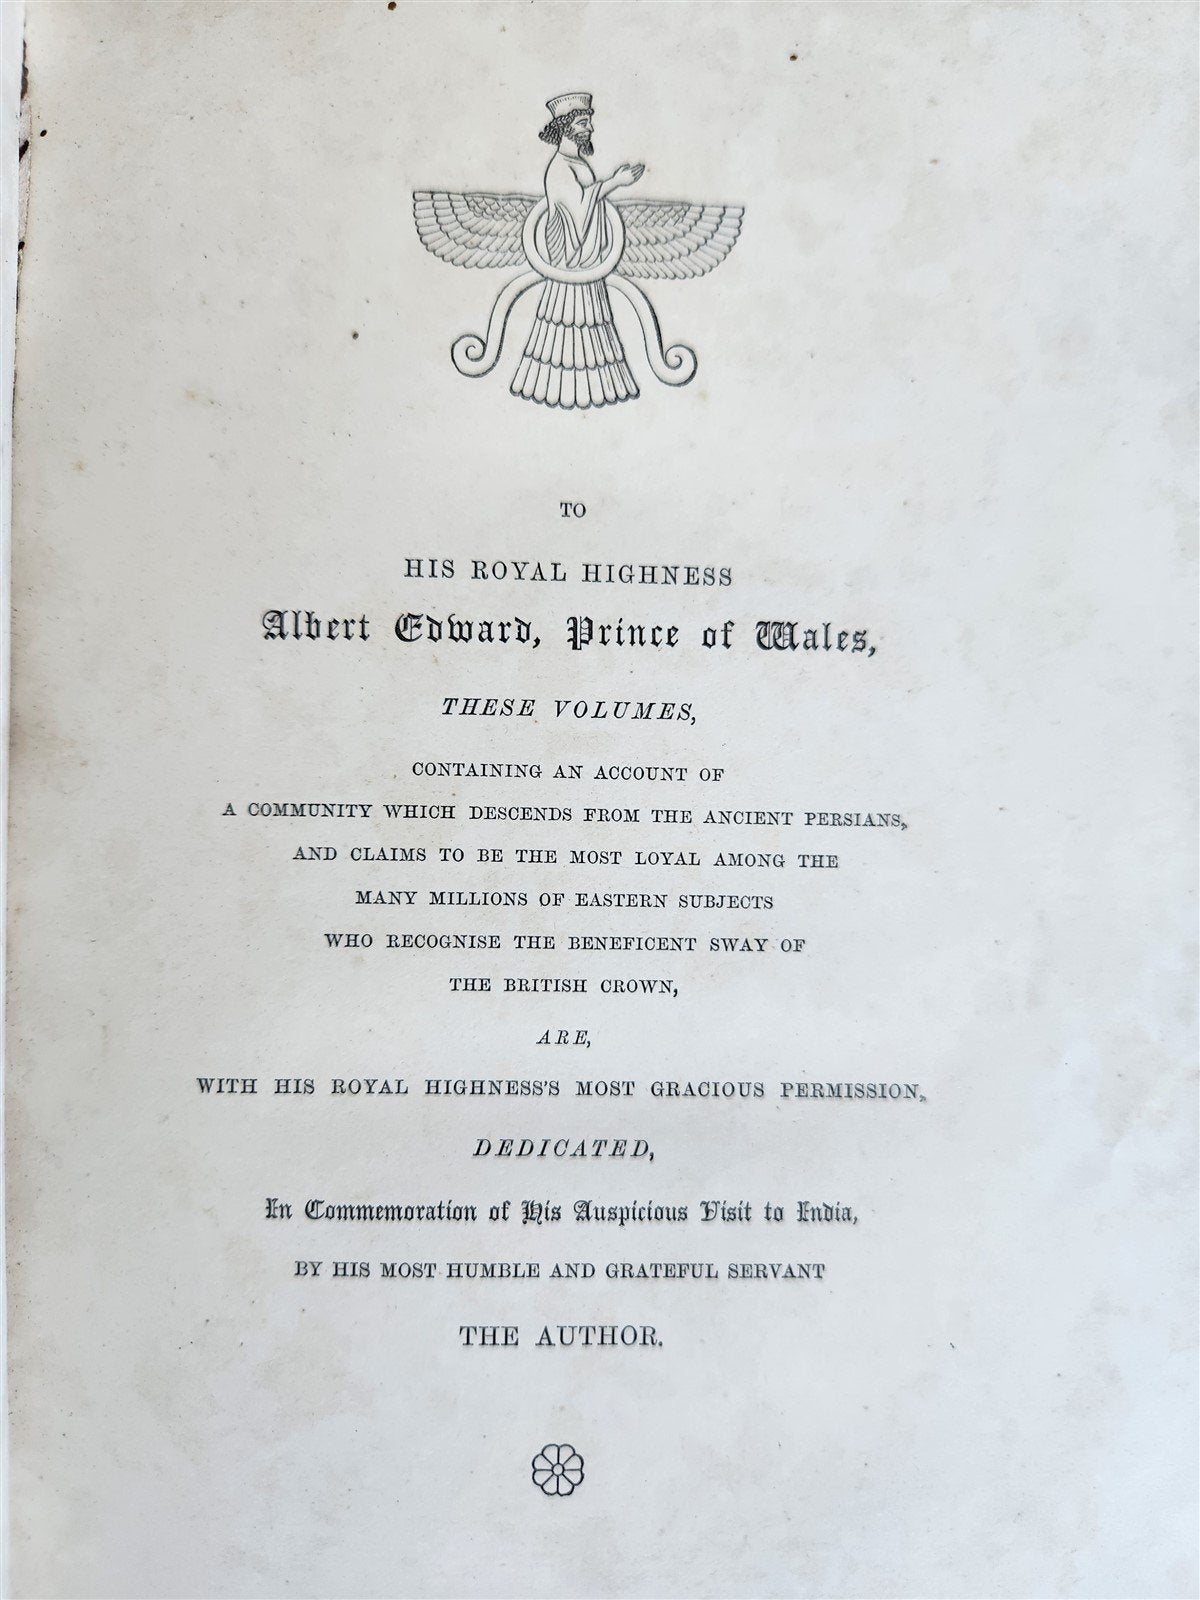 TO
HIS ROYAL HIGHNESS
Albert Edward, Prince of Wales,
THESE VOLUMES,
CONTAINING AN ACCOUNT OF
A COMMUNITY WHICH DESCENDS FROM THE ANCIENT PERSIANS,
AND CLAIMS TO BE THE MOST LOYAL AMONG THE
MANY MILLIONS OF EASTERN SUBJECTS
WHO RECOGNISE THE BENEFICENT SWAY OF
THE BRITISH CROWN,
ARE,
WITH HIS ROYAL HIGHNESS'S MOST GRACIOUS PERMISSION,
DEDICATED,
In Commemoration of His Auspicious Visit to India,
BY HIS MOST HUMBLE AND GRATEFUL SERVANT
THE AUTHOR.